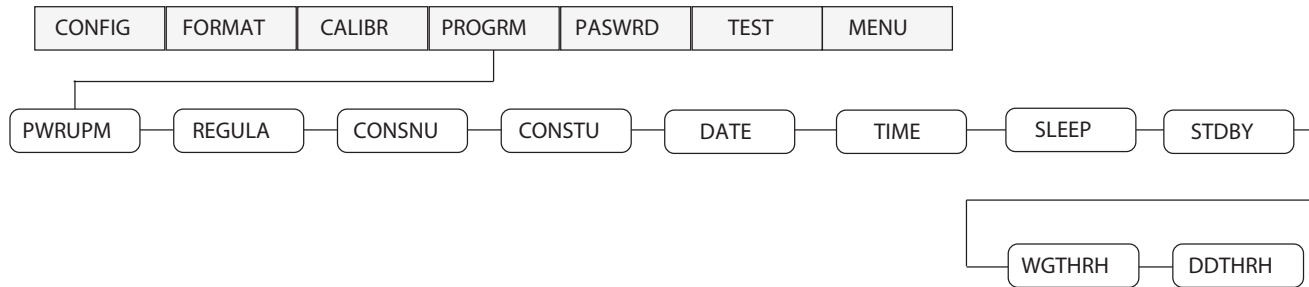 CONFIG FORMAT CALIBR PROGRM PASWRD TEST MENU
PWRUPM REGULA CONSNU CONSTU DATE TIME SLEEP STDBY
WGTHRH DDTHRH